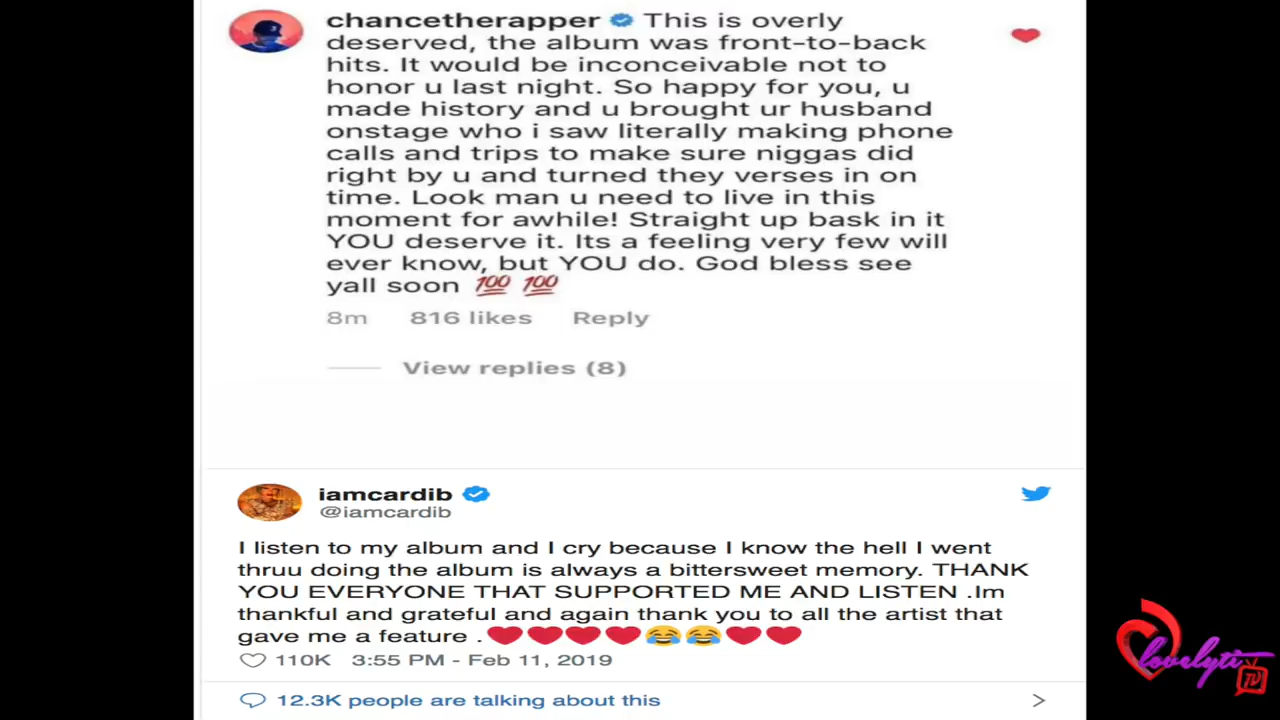 chancetherapper This is overly
deserved, the album was front-to-back
hits. It would be inconceivable not to
honor u last night. So happy for you, u
made history and u brought ur husband
onstage who i saw literally making phone
calls and trips to make sure niggas did
right by u and turned they verses in on
time. Look man u need to live in this
moment for awhile! Straight up bask in it
YOU deserve it. Its a feeling very few will
ever know, but YOU do. God bless see
yall soon 💯 💯
8m 816 likes Reply
View replies (8)
iamcardib
@iamcardib
I listen to my album and I cry because I know the hell I went
thruu doing the album is always a bittersweet memory. THANK
YOU EVERYONE THAT SUPPORTED ME AND LISTEN .Im
thankful and grateful and again thank you to all the artist that
gave me a feature .❤️❤️❤️❤️😂😂❤️❤️
110K 3:55 PM - Feb 11, 2019
12.3K people are talking about this
lovelyti
TV